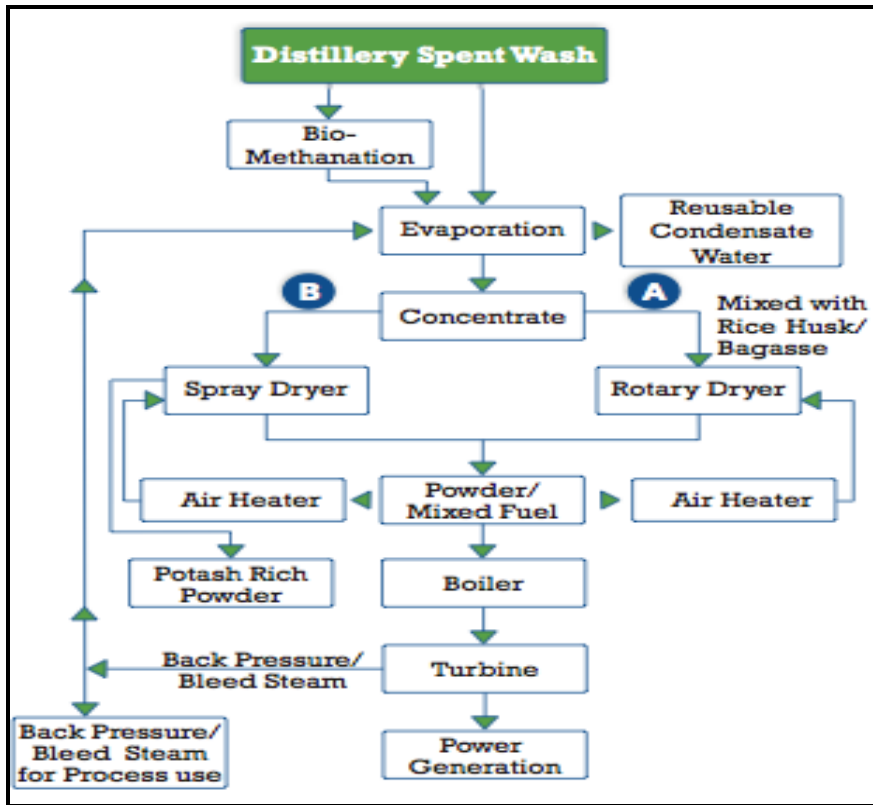 Distillery Spent Wash
Bio-
Methanation
Evaporation
Reusable
Condensate
Water
B
A
Concentrate
Mixed with
Rice Husk/
Bagasse
Spray Dryer
Rotary Dryer
Air Heater
Powder/
Mixed Fuel
Air Heater
Potash Rich
Powder
Boiler
Back Pressure/
Bleed Steam
Turbine
Back Pressure/
Bleed Steam
for Process use
Power
Generation